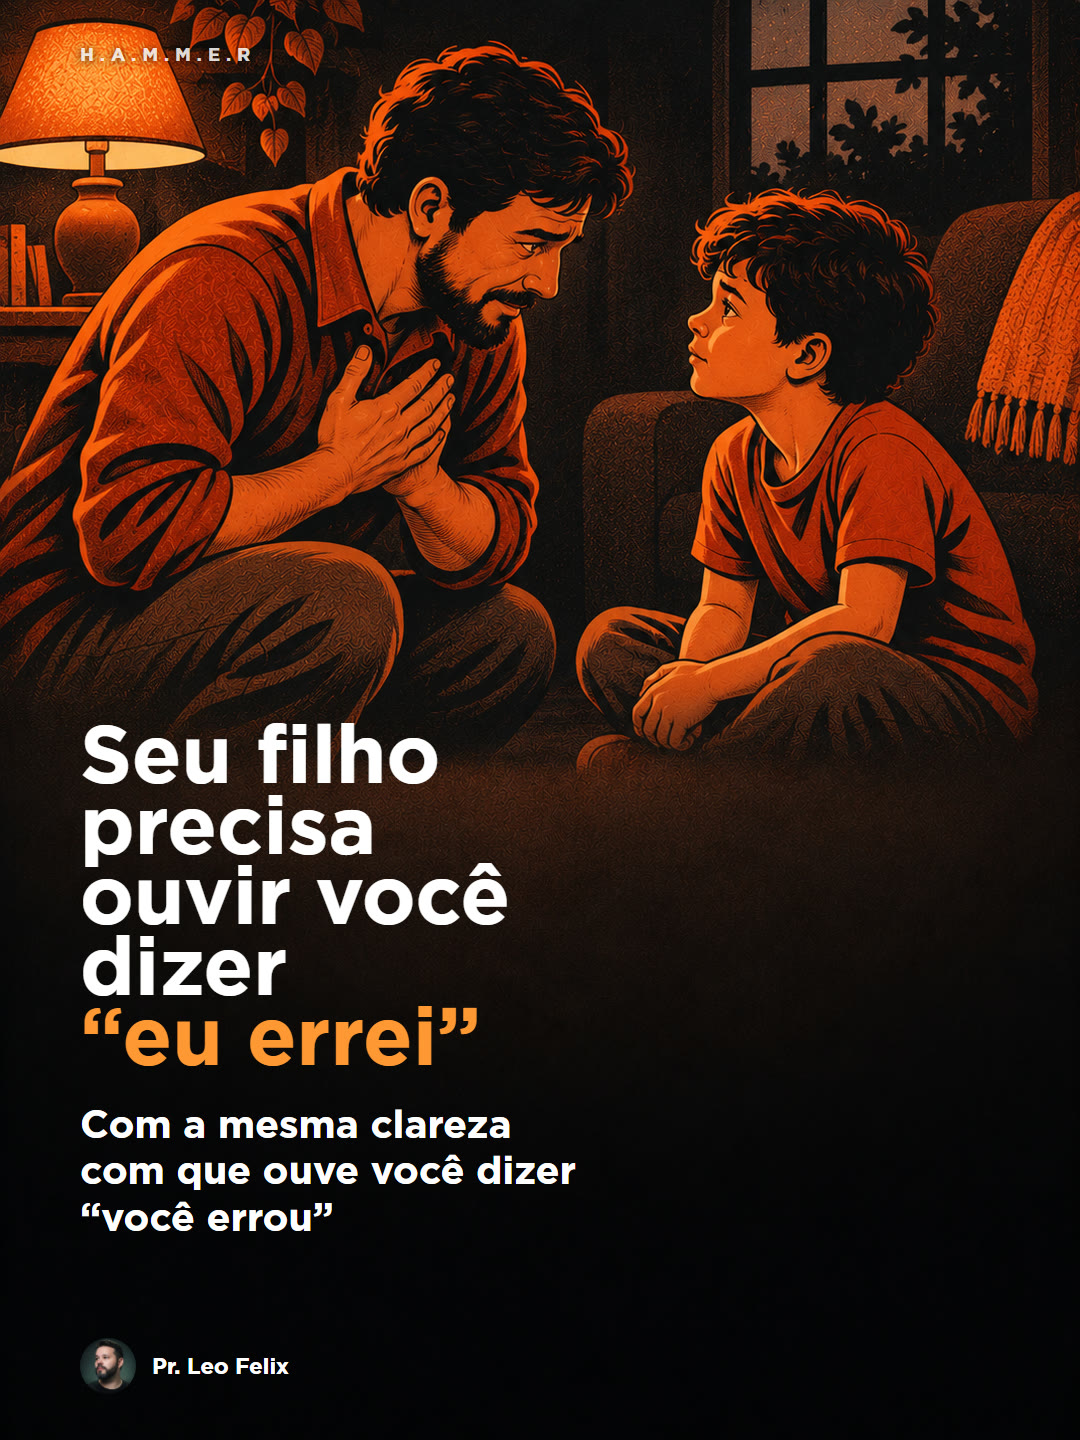 H.A.M.M.E.R
Seu filho
precisa
ouvir você
dizer
“eu errei”
Com a mesma clareza
com que ouve você dizer
“você errou”
Pr. Leo Felix